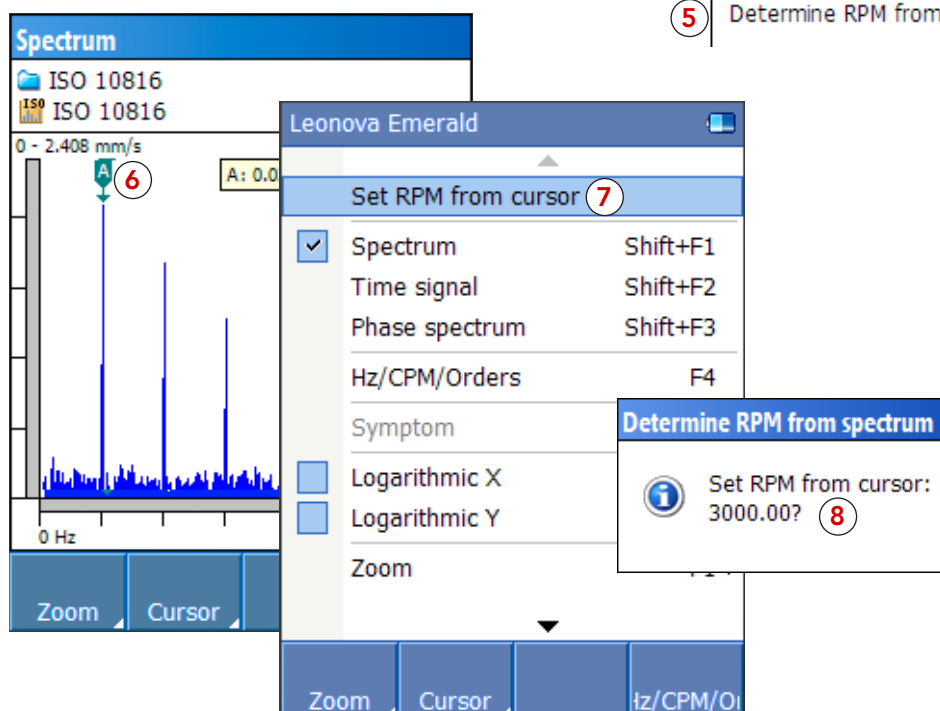 5 Determine RPM from
Spectrum
ISO 10816
ISO ISO 10816
0 - 2.408 mm/s
A 6 A: 0.0
0 Hz
Zoom Cursor
Leonova Emerald
Set RPM from cursor 7
Spectrum Shift+F1
Time signal Shift+F2
Phase spectrum Shift+F3
Hz/CPM/Orders F4
Symptom
Logarithmic X
Logarithmic Y
Zoom
Zoom Cursor Hz/CPM/Or
Determine RPM from spectrum
Set RPM from cursor:
3000.00? 8